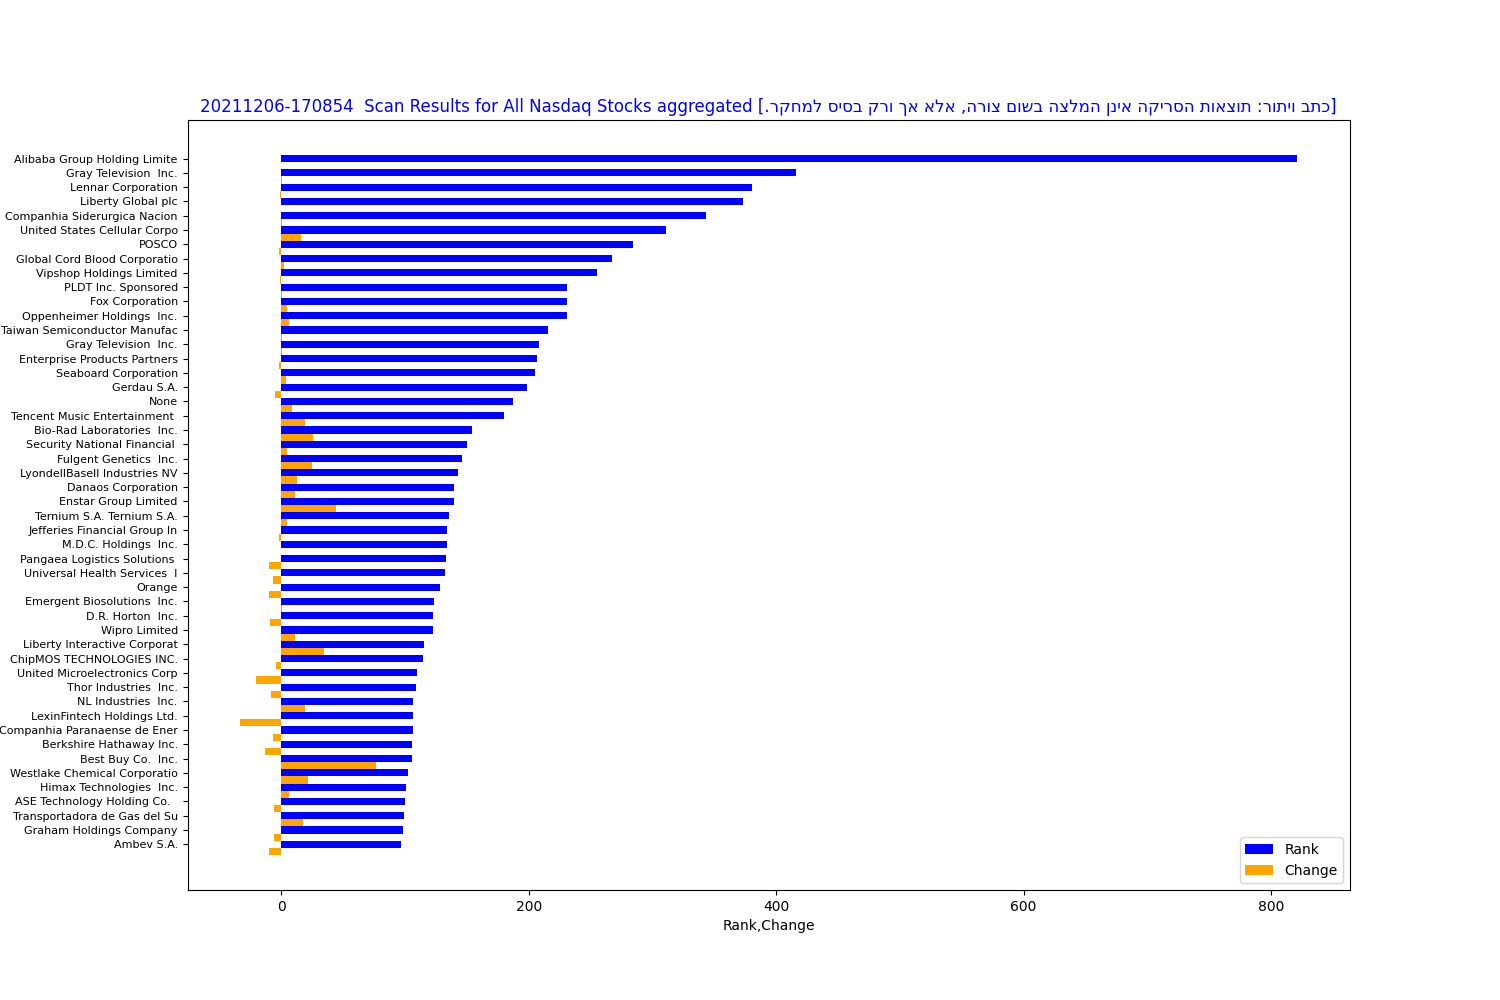 20211206-170854  Scan Results for All Nasdaq Stocks aggregated [.כתב ויתור: תוצאות הסריקה אינן המלצה בשום צורה, אלא אך ורק בסיס למחקר]
Alibaba Group Holding Limite
Gray Television  Inc.
Lennar Corporation
Liberty Global plc
Companhia Siderurgica Nacion
United States Cellular Corpo
POSCO
Global Cord Blood Corporatio
Vipshop Holdings Limited
PLDT Inc. Sponsored
Fox Corporation
Oppenheimer Holdings  Inc.
Taiwan Semiconductor Manufac
Gray Television  Inc.
Enterprise Products Partners
Seaboard Corporation
Gerdau S.A.
None
Tencent Music Entertainment
Bio-Rad Laboratories  Inc.
Security National Financial
Fulgent Genetics  Inc.
LyondellBasell Industries NV
Danaos Corporation
Enstar Group Limited
Ternium S.A. Ternium S.A.
Jefferies Financial Group In
M.D.C. Holdings  Inc.
Pangaea Logistics Solutions
Universal Health Services  I
Orange
Emergent Biosolutions  Inc.
D.R. Horton  Inc.
Wipro Limited
Liberty Interactive Corporat
ChipMOS TECHNOLOGIES INC.
United Microelectronics Corp
Thor Industries  Inc.
NL Industries  Inc.
LexinFintech Holdings Ltd.
Companhia Paranaense de Ener
Berkshire Hathaway Inc.
Best Buy Co.  Inc.
Westlake Chemical Corporatio
Himax Technologies  Inc.
ASE Technology Holding Co.
Transportadora de Gas del Su
Graham Holdings Company
Ambev S.A.
Rank
Change
0 200 400 600 800
Rank,Change